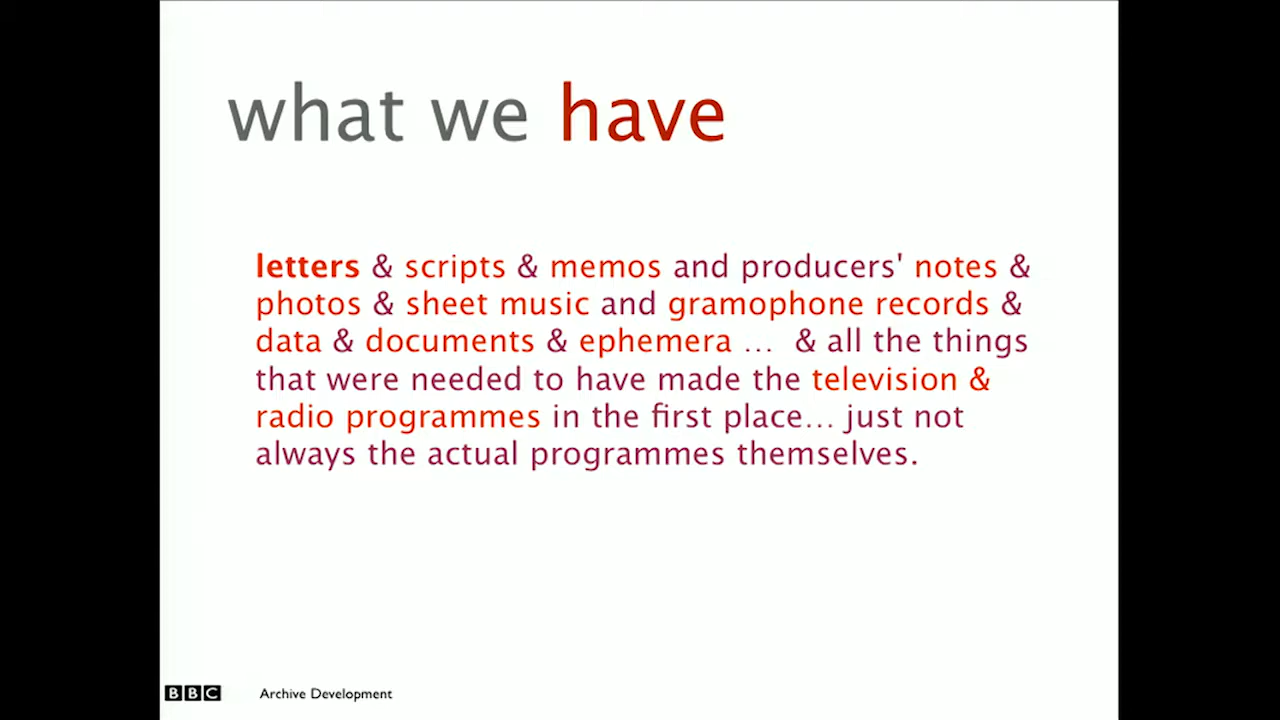 what we have
letters & scripts & memos and producers' notes &
photos & sheet music and gramophone records &
data & documents & ephemera …  & all the things
that were needed to have made the television &
radio programmes in the first place… just not
always the actual programmes themselves.
BBC Archive Development